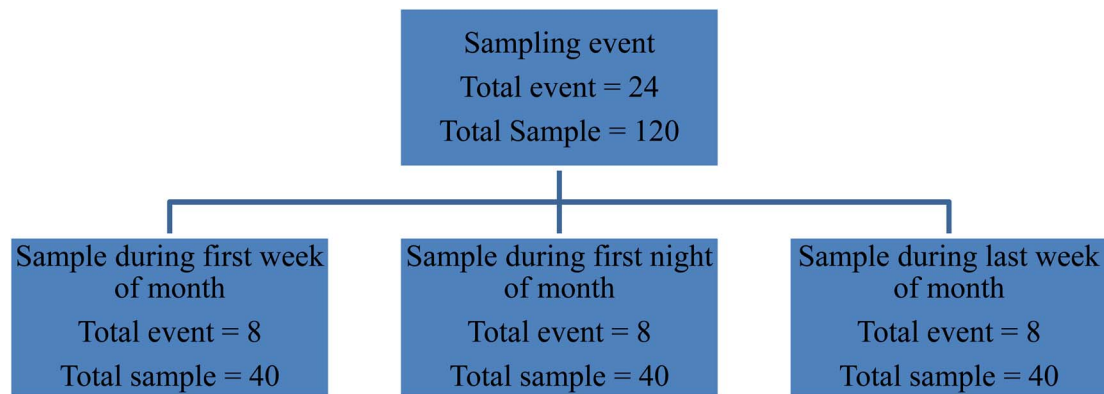 Sampling event
Total event = 24
Total Sample = 120
Sample during first week
of month
Total event = 8
Total sample = 40
Sample during first night
of month
Total event = 8
Total sample = 40
Sample during last week
of month
Total event = 8
Total sample = 40